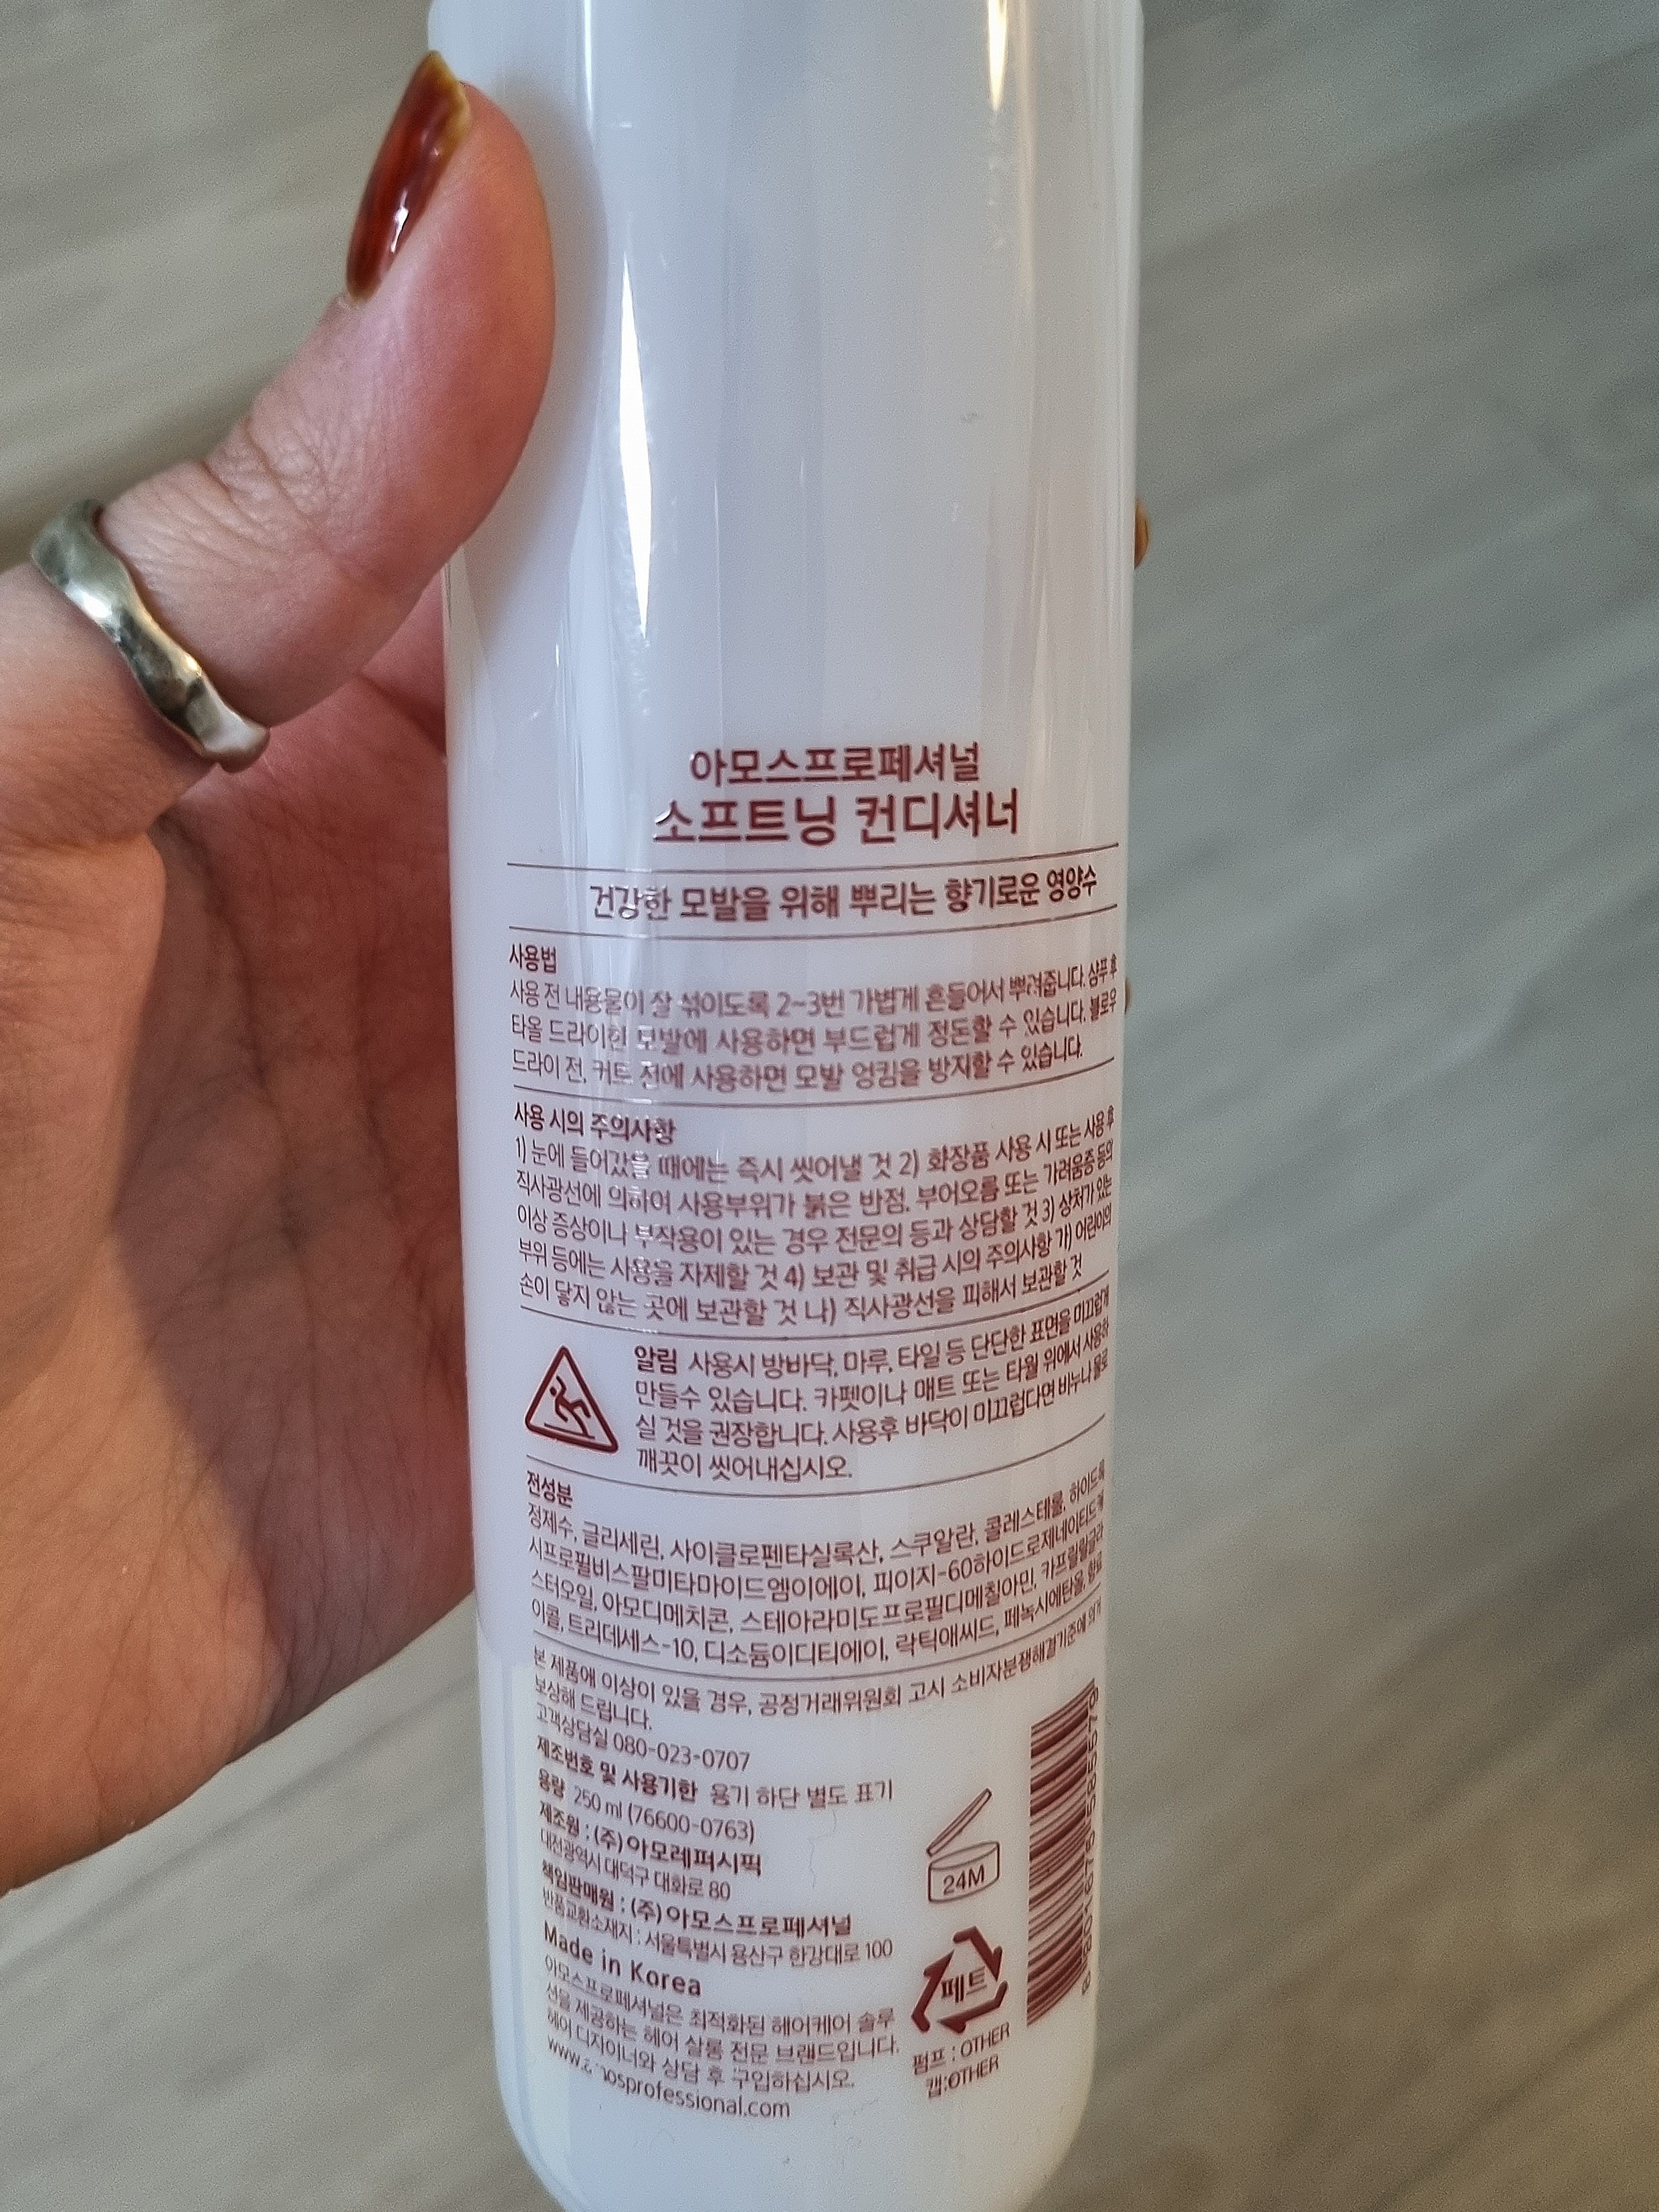 아모스프로페셔널
소프트닝 컨디셔너
건강한 모발을 위해 뿌리는 향기로운 영양수
사용법
사용 전 내용물이 잘 섞이도록 2~3번 가볍게 흔들어서 뿌려줍니다. 샴푸 후
타올 드라이한 모발에 사용하면 부드럽게 정돈할 수 있습니다. 블로우
드라이 전, 커트 전에 사용하면 모발 엉킴을 방지할 수 있습니다.
사용 시의 주의사항
1) 눈에 들어갔을 때에는 즉시 씻어낼 것 2) 화장품 사용 시 또는 사용 후
직사광선에 의하여 사용부위가 붉은 반점, 부어오름 또는 가려움증 등의
이상 증상이나 부작용이 있는 경우 전문의 등과 상담할 것 3) 상처가 있는
부위 등에는 사용을 자제할 것 4) 보관 및 취급 시의 주의사항 가) 어린이의
손이 닿지 않는 곳에 보관할 것 나) 직사광선을 피해서 보관할 것
알림 사용시 방바닥, 마루, 타일 등 단단한 표면을 미끄럽게
만들수 있습니다. 카펫이나 매트 또는 타월 위에서 사용하
실 것을 권장합니다. 사용후 바닥이 미끄럽다면 비누나 물로
깨끗이 씻어내십시오.
전성분
정제수, 글리세린, 사이클로펜타실록산, 스쿠알란, 콜레스테롤, 하이드록
시프로필비스팔미타마이드엠이에이, 피이지-60하이드로제네이티드캐
스터오일, 아모디메치콘, 스테아라미도프로필디메칠아민, 카프릴릴글라
이콜, 트리데세스-10, 디소듐이디티에이, 락틱애씨드, 페녹시에탄올, 향료
본 제품에 이상이 있을 경우, 공정거래위원회 고시 소비자분쟁해결기준에 의거
보상해 드립니다.
고객상담실 080-023-0707
제조번호 및 사용기한 용기 하단 별도 표기
용량 250 ml (76600-0763)
제조원 : (주)아모레퍼시픽
대전광역시 대덕구 대화로 80
책임판매원 : (주)아모스프로페셔널
반품교환소재지 : 서울특별시 용산구 한강대로 100
Made in Korea
아모스프로페셔널은 최적화된 헤어케어 솔루
션을 제공하는 헤어 살롱 전문 브랜드입니다.
헤어 디자이너와 상담 후 구입하십시오.
www.amosprofessional.com
24M
페트
펌프 : OTHER
캡:OTHER